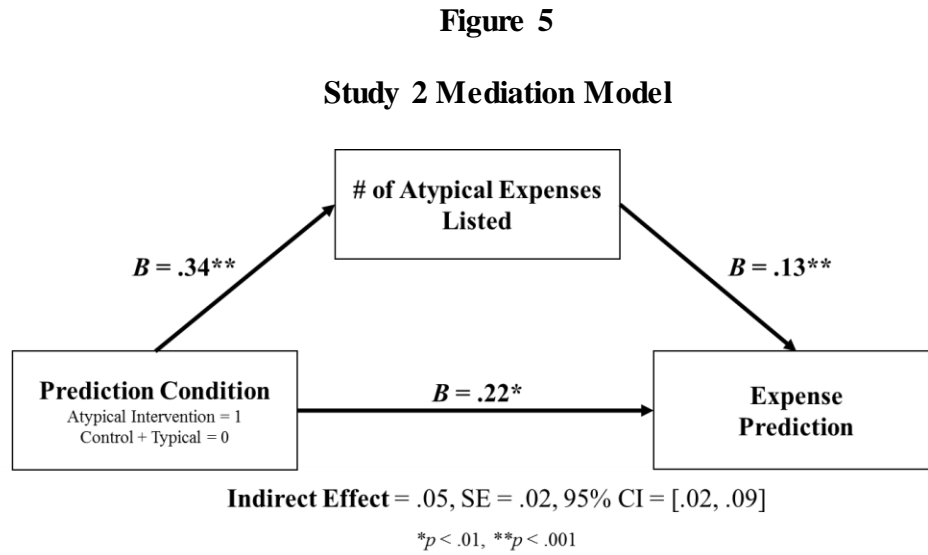 Figure 5
Study 2 Mediation Model
# of Atypical Expenses
Listed
B = .34**
B = .13**
Prediction Condition
Atypical Intervention = 1
Control + Typical = 0
B = .22*
Expense
Prediction
Indirect Effect = .05, SE = .02, 95% CI = [.02, .09]
*p < .01, **p < .001